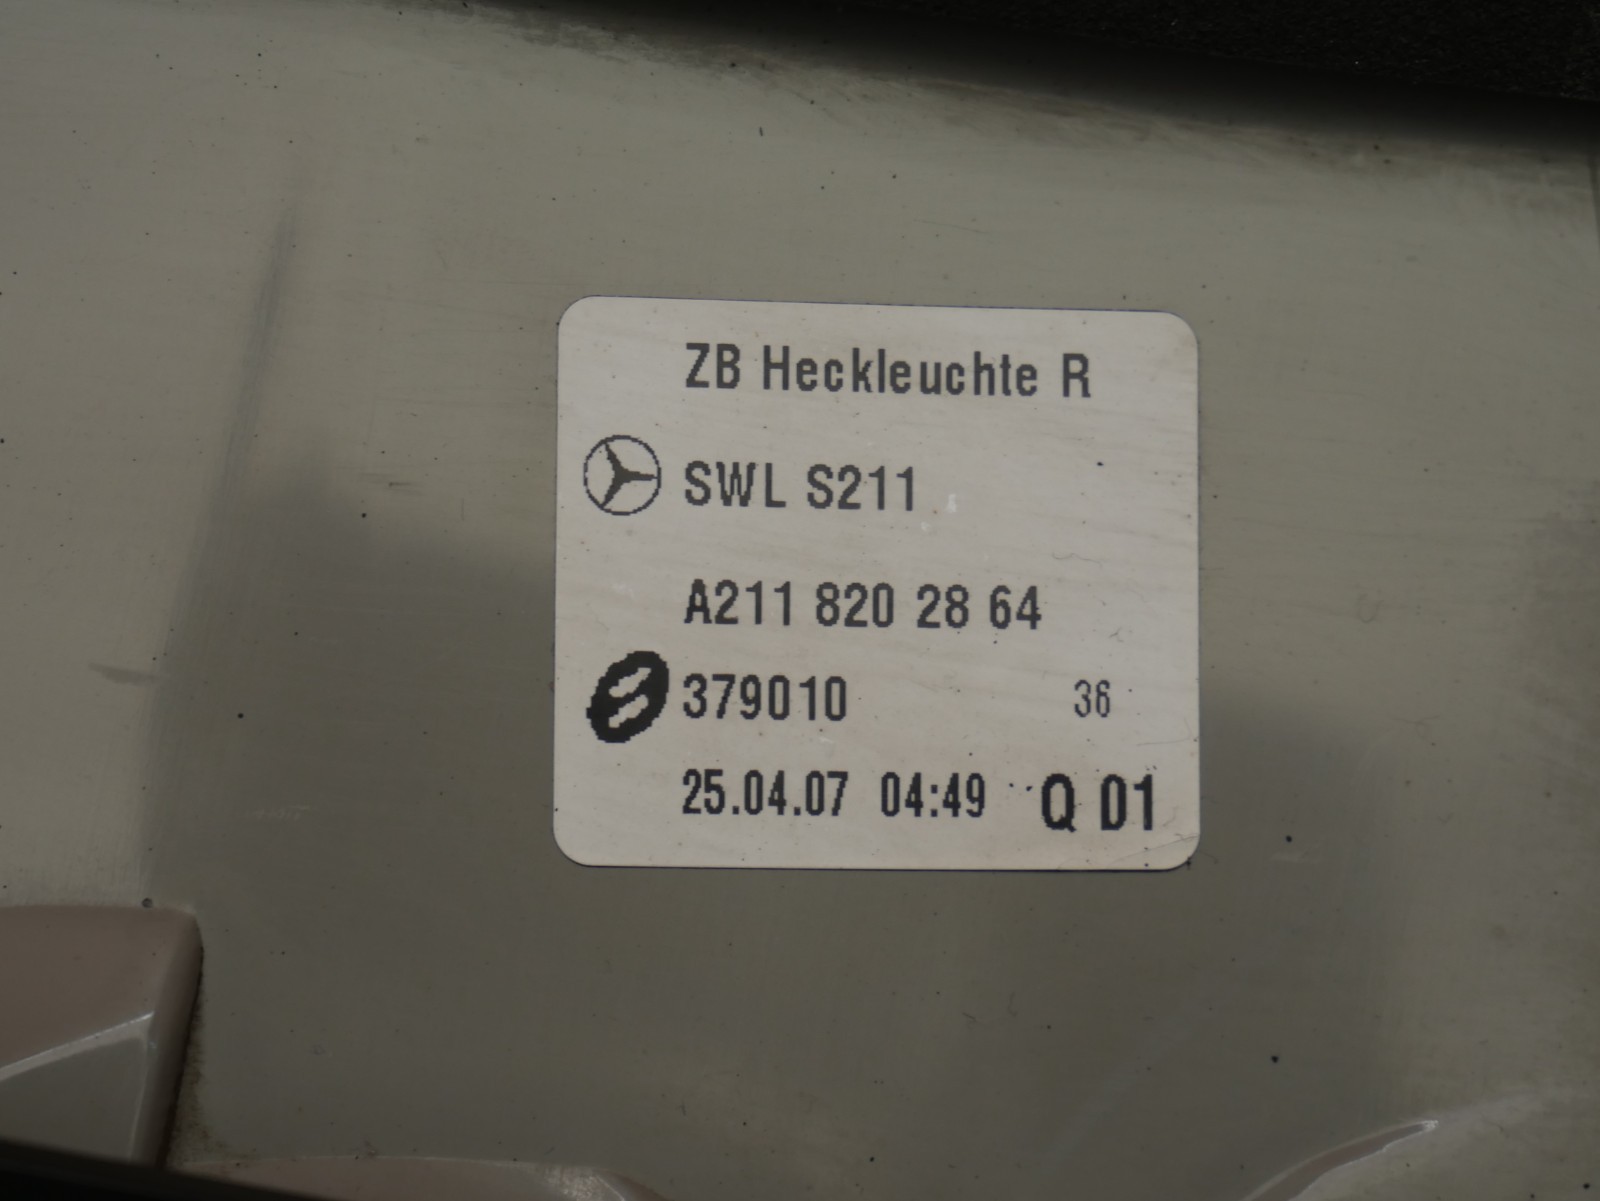 ZB Heckleuchte R
SWL S211
A211 820 28 64
379010 36
25.04.07 04:49 Q 01